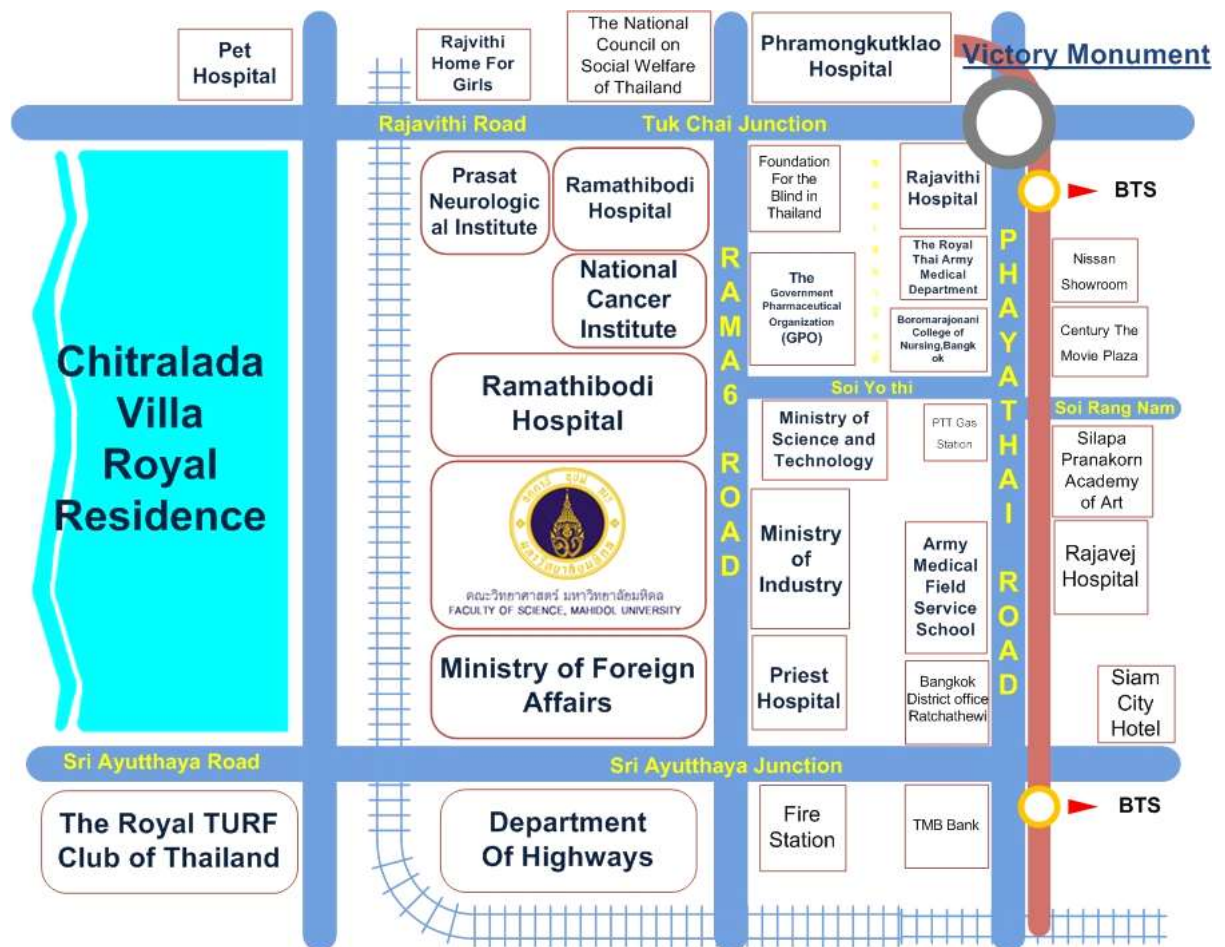 Pet
Hospital
Rajvithi
Home For
Girls
The National
Council on
Social Welfare
of Thailand
Phramongkutklao
Hospital
Victory Monument
Rajavithi Road
Tuk Chai Junction
Prasat
Neurologic
al Institute
Ramathibodi
Hospital
Foundation
For the
Blind in
Thailand
Rajavithi
Hospital
BTS
National
Cancer
Institute
The
Government
Pharmaceutical
Organization
(GPO)
The Royal
Thai Army
Medical
Department
Nissan
Showroom
Boromarajonani
College of
Nursing,Bangk
ok
Century The
Movie Plaza
RAMA6 ROAD
PHAYATHAI ROAD
Chitralada
Villa
Royal
Residence
Ramathibodi
Hospital
Soi Yo thi
Soi Rang Nam
Ministry of
Science and
Technology
PTT Gas
Station
Silapa
Pranakorn
Academy
of Art
คณะวิทยาศาสตร์ มหาวิทยาลัยมหิดล
FACULTY OF SCIENCE, MAHIDOL UNIVERSITY
Ministry
of
Industry
Army
Medical
Field
Service
School
Rajavej
Hospital
Ministry of Foreign
Affairs
Priest
Hospital
Bangkok
District office
Ratchathewi
Siam
City
Hotel
Sri Ayutthaya Road
Sri Ayutthaya Junction
The Royal TURF
Club of Thailand
Department
Of Highways
Fire
Station
TMB Bank
BTS